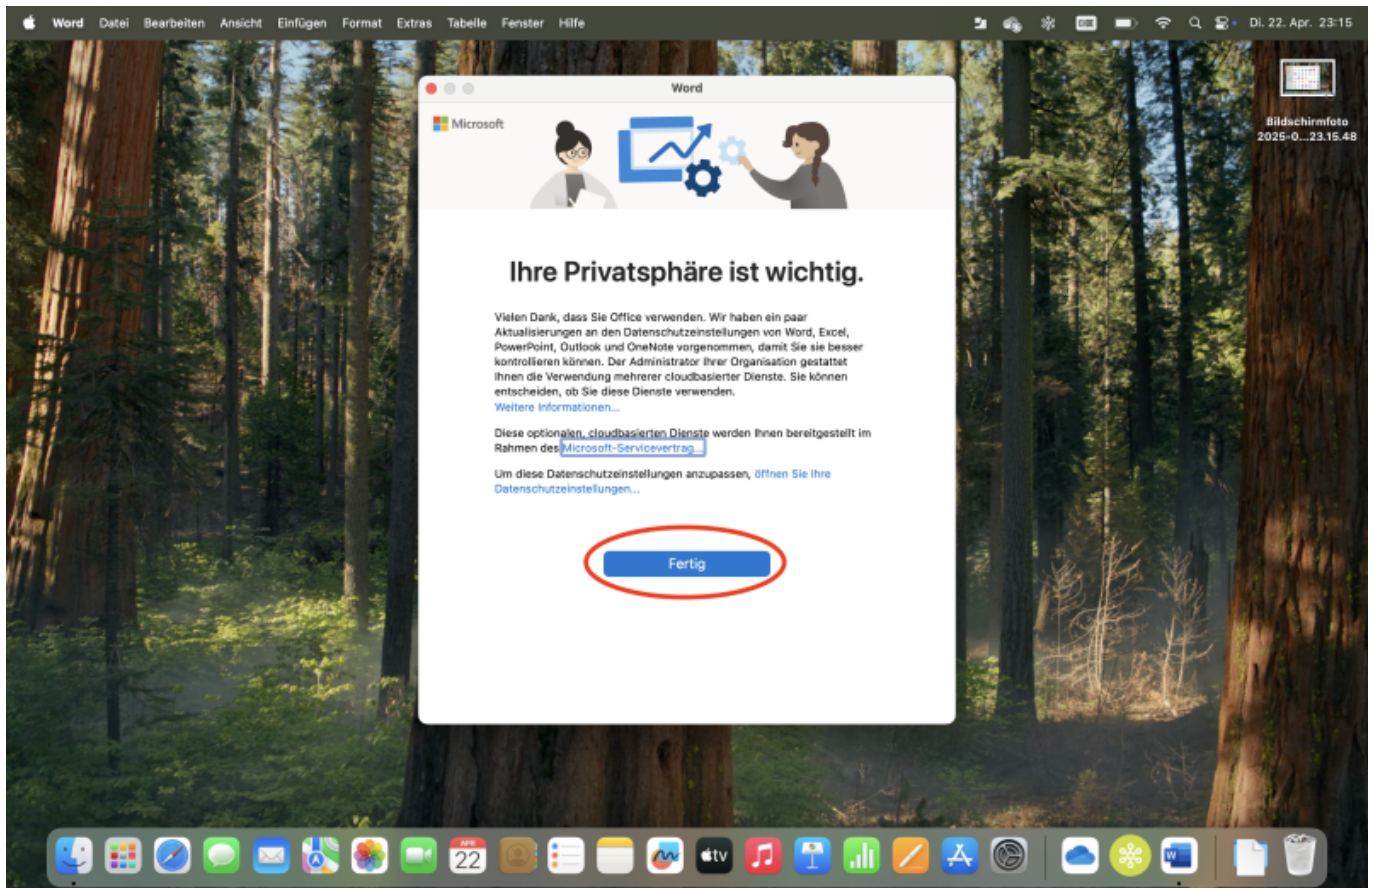 Word Datei Bearbeiten Ansicht Einfügen Format Extras Tabelle Fenster Hilfe
Di. 22. Apr. 23:15
Word
Microsoft
Bildschirmfoto
2025-0...23.15.48
Ihre Privatsphäre ist wichtig.
Vielen Dank, dass Sie Office verwenden. Wir haben ein paar
Aktualisierungen an den Datenschutzeinstellungen von Word, Excel,
PowerPoint, Outlook und OneNote vorgenommen, damit Sie sie besser
kontrollieren können. Der Administrator Ihrer Organisation gestattet
Ihnen die Verwendung mehrerer cloudbasierter Dienste. Sie können
entscheiden, ob Sie diese Dienste verwenden.
Weitere Informationen...
Diese optionalen, cloudbasierten Dienste werden Ihnen bereitgestellt im
Rahmen des Microsoft-Servicevertrag...
Um diese Datenschutzeinstellungen anzupassen, öffnen Sie Ihre
Datenschutzeinstellungen...
Fertig
APR
22
tv
W